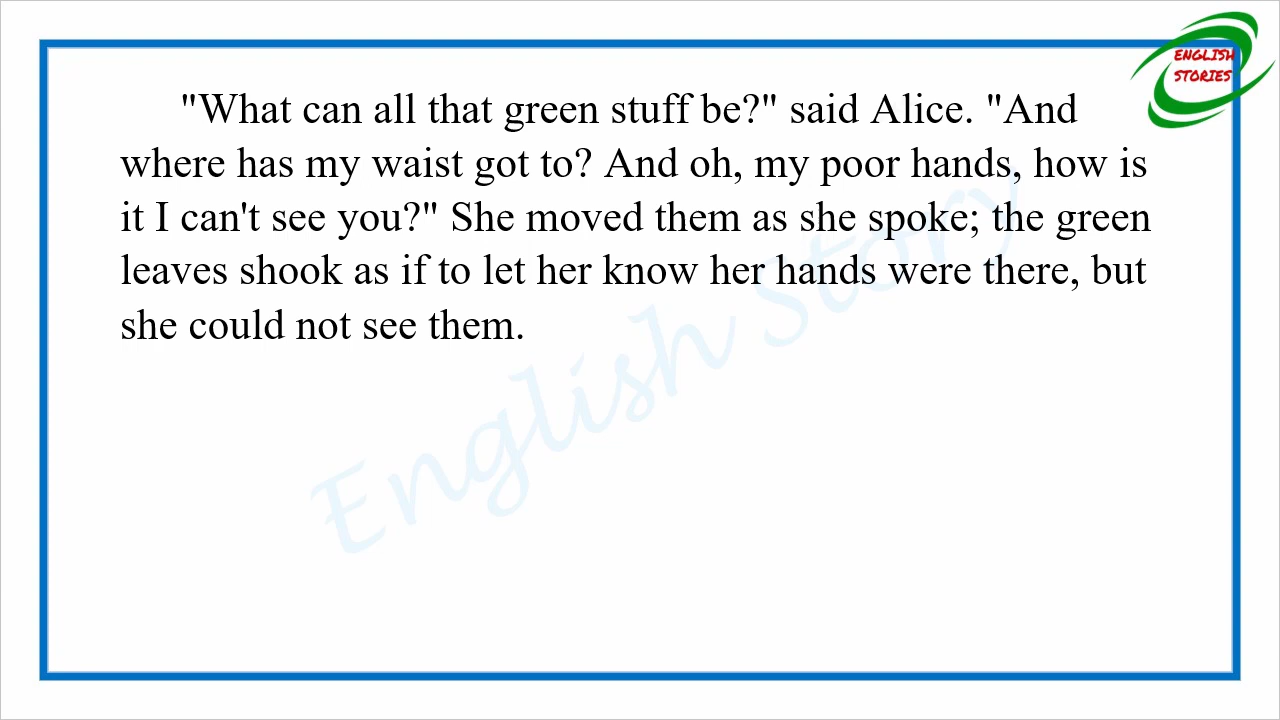 ENGLISH
STORIES
"What can all that green stuff be?" said Alice. "And
where has my waist got to? And oh, my poor hands, how is
it I can't see you?" She moved them as she spoke; the green
leaves shook as if to let her know her hands were there, but
she could not see them.
English Story